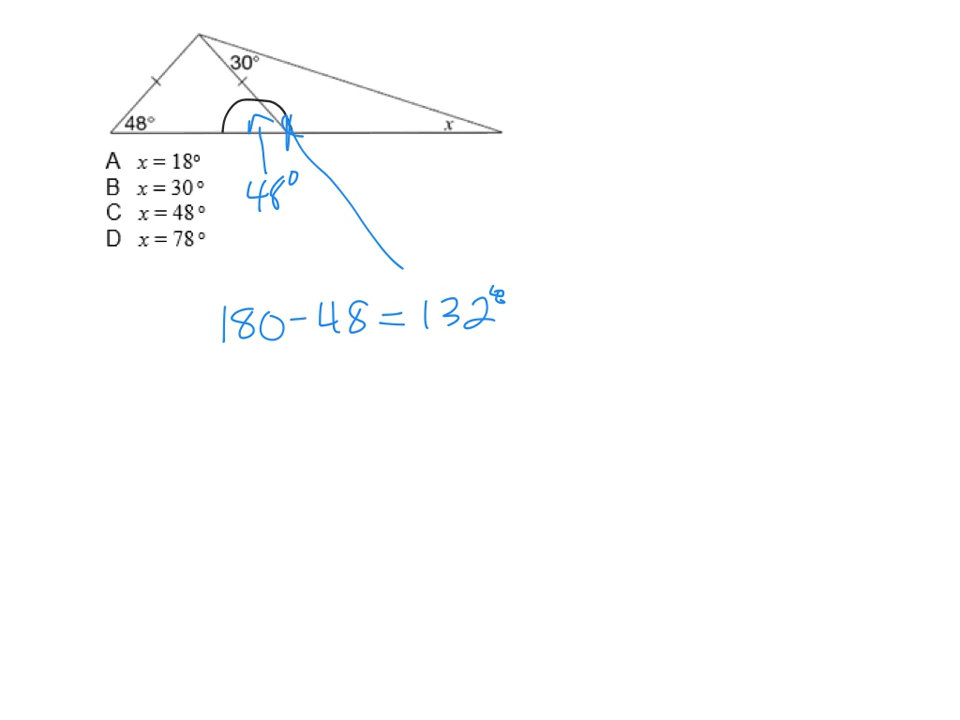 30°
48°
x
A x = 18°
B x = 30°
C x = 48°
D x = 78°
48°
180 - 48 = 132°